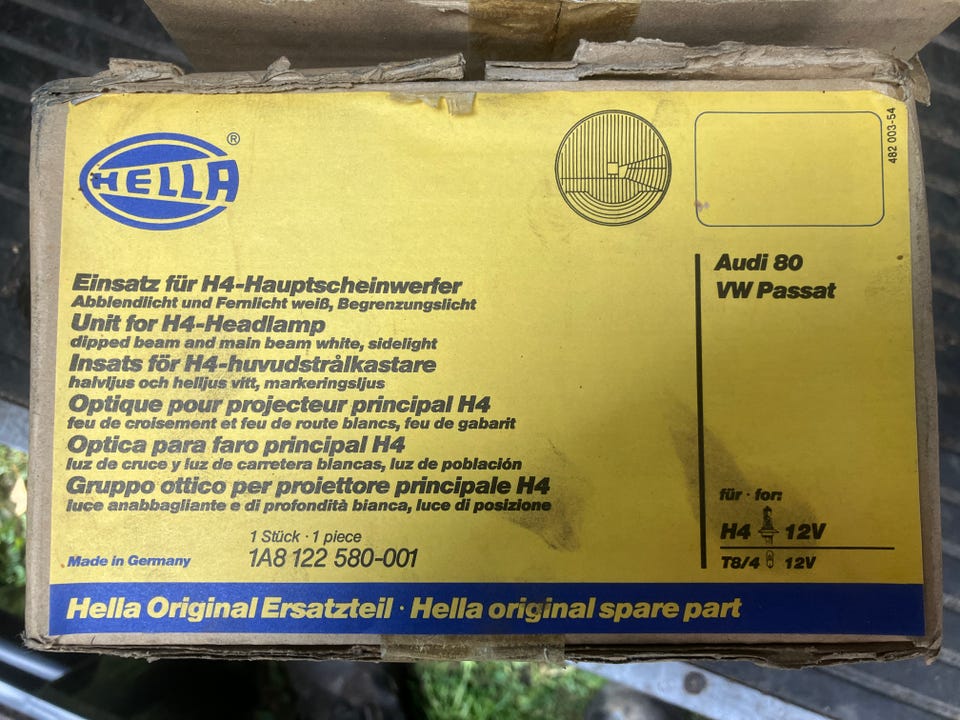 HELLA ®
482 003-54
Einsatz für H4-Hauptscheinwerfer
Abblendlicht und Fernlicht weiß, Begrenzungslicht
Unit for H4-Headlamp
dipped beam and main beam white, sidelight
Insats för H4-huvudstrålkastare
halvljus och helljus vitt, markeringsljus
Optique pour projecteur principal H4
feu de croisement et feu de route blancs, feu de gabarit
Optica para faro principal H4
luz de cruce y luz de carretera blancas, luz de población
Gruppo ottico per proiettore principale H4
luce anabbagliante e di profondità bianca, luce di posizione
1 Stück · 1 piece
Made in Germany 1A8 122 580-001
Audi 80
VW Passat
für · for:
H4 12V
T8/4 12V
Hella Original Ersatzteil · Hella original spare part